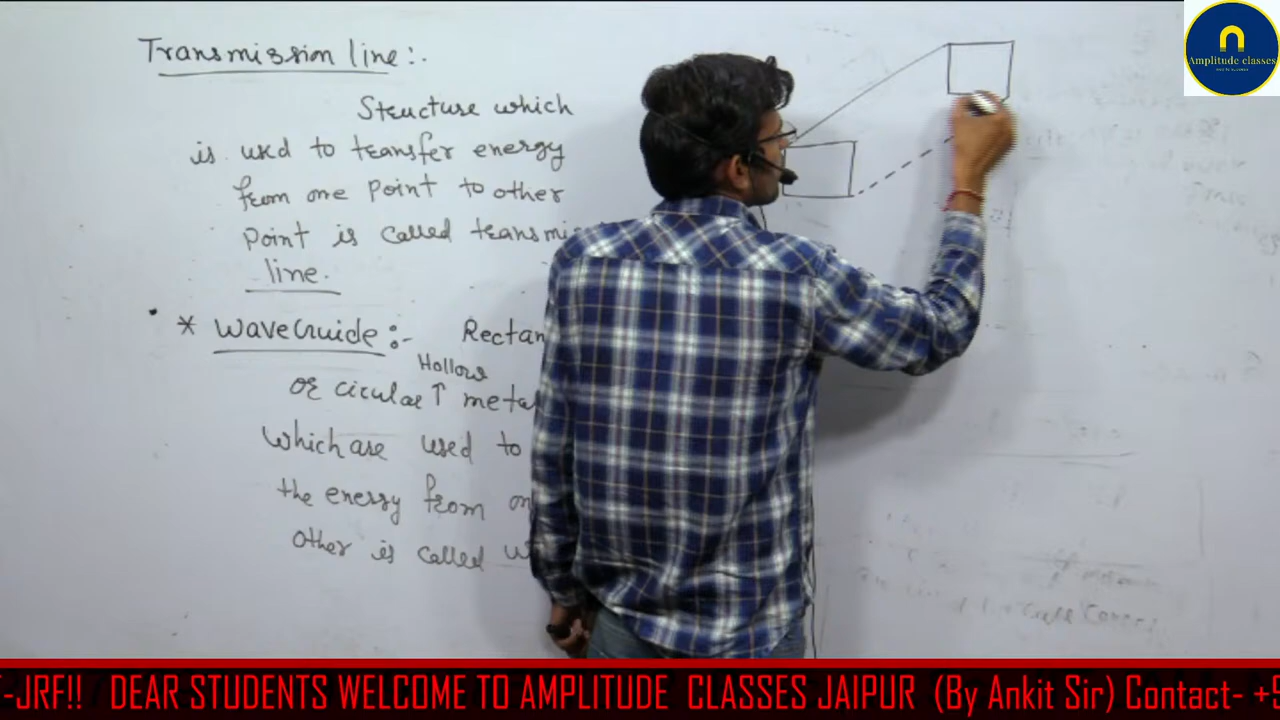 Transmission line:.
Structure which
is used to transfer energy
from one point to other
point is called transmi
line.
* WaveGuide:- Rectan
Hollow
or circular ↑ metal
which are used to
the energy from on
other is called w
Amplitude classes
-JRF!! DEAR STUDENTS WELCOME TO AMPLITUDE CLASSES JAIPUR (By Ankit Sir) Contact- +9